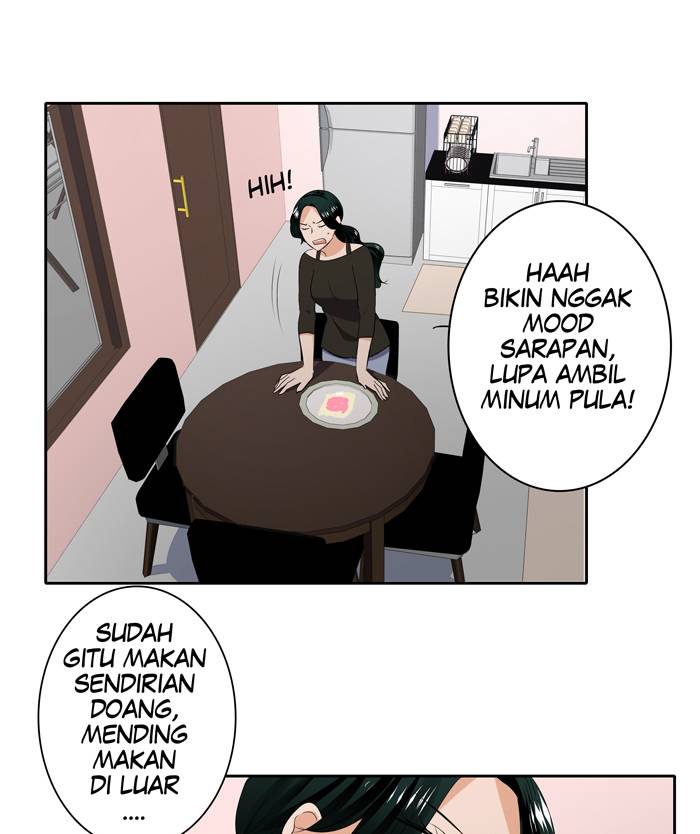 HIH!
HAAH
BIKIN NGGAK
MOOD
SARAPAN,
LUPA AMBIL
MINUM PULA!
SUDAH
GITU MAKAN
SENDIRIAN
DOANG,
MENDING
MAKAN
DI LUAR
....